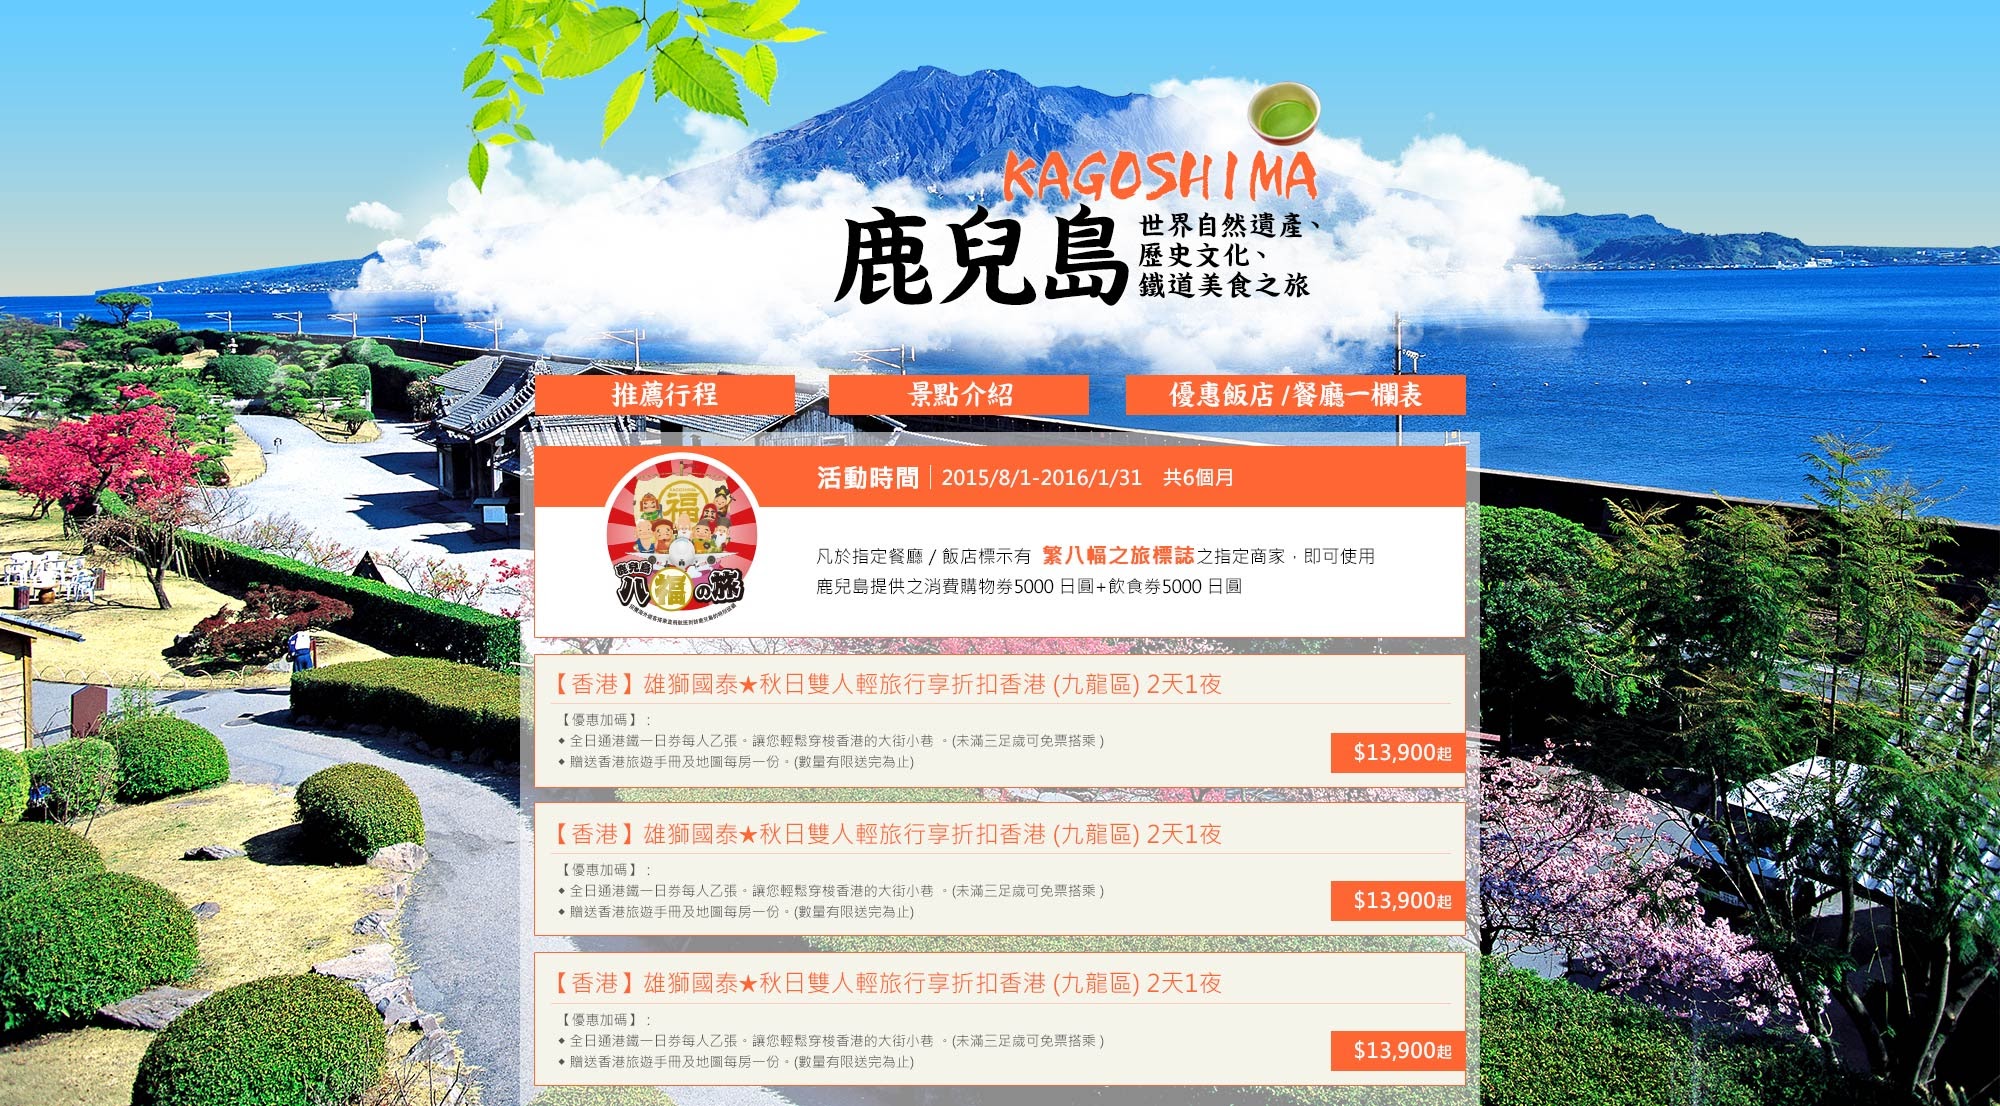 KAGOSHIMA
鹿兒島
世界自然遺產、
歷史文化、
鐵道美食之旅
推薦行程
景點介紹
優惠飯店/餐廳一欄表
活動時間｜2015/8/1-2016/1/31 共6個月
福
鹿兒島
八福の旅
凡於指定餐廳 / 飯店標示有 繁八幅之旅標誌之指定商家，即可使用
鹿兒島提供之消費購物券5000 日圓+飲食券5000 日圓
【香港】雄獅國泰★秋日雙人輕旅行享折扣香港 (九龍區) 2天1夜
【優惠加碼】：
◆ 全日通港鐵一日券每人乙張。讓您輕鬆穿梭香港的大街小巷 。(未滿三足歲可免票搭乘 )
◆ 贈送香港旅遊手冊及地圖每房一份。(數量有限送完為止)
$13,900起
【香港】雄獅國泰★秋日雙人輕旅行享折扣香港 (九龍區) 2天1夜
【優惠加碼】：
◆ 全日通港鐵一日券每人乙張。讓您輕鬆穿梭香港的大街小巷 。(未滿三足歲可免票搭乘 )
◆ 贈送香港旅遊手冊及地圖每房一份。(數量有限送完為止)
$13,900起
【香港】雄獅國泰★秋日雙人輕旅行享折扣香港 (九龍區) 2天1夜
【優惠加碼】：
◆ 全日通港鐵一日券每人乙張。讓您輕鬆穿梭香港的大街小巷 。(未滿三足歲可免票搭乘 )
◆ 贈送香港旅遊手冊及地圖每房一份。(數量有限送完為止)
$13,900起